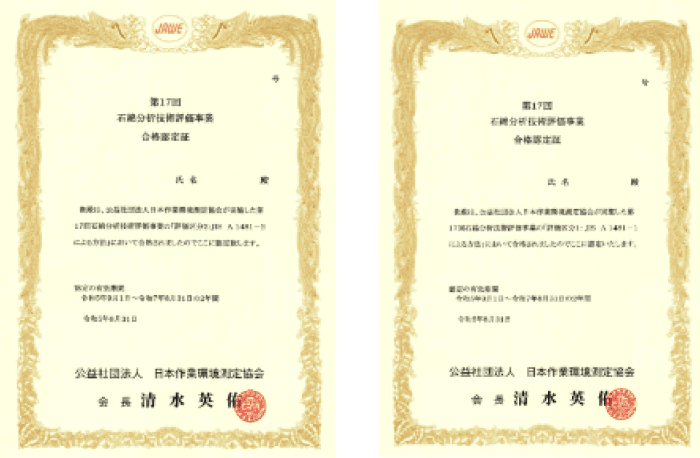 JAWE
号
第17回
石綿分析技術評価事業
合格認定証
氏名 殿
貴殿は、公益社団法人日本作業環境測定協会が実施した第
17回石綿分析技術評価事業の「評価区分2:JIS A 1481-
による方法」において合格されましたのでここに認定致します。
認定の有効期間
令和5年9月1日~令和7年8月31日の2年間
令和5年8月31日
公益社団法人 日本作業環境測定協会
会長 清水英佑
JAWE
号
第17回
石綿分析技術評価事業
合格認定証
氏名 殿
貴殿は、公益社団法人日本作業環境測定協会が実施した第
17回石綿分析技術評価事業の「評価区分1:JIS A 1481-1
による方法」において合格されましたのでここに認定いたします。
認定の有効期間
令和5年9月1日~令和7年8月31日の2年間
令和5年8月31日
公益社団法人 日本作業環境測定協会
会長 清水英佑